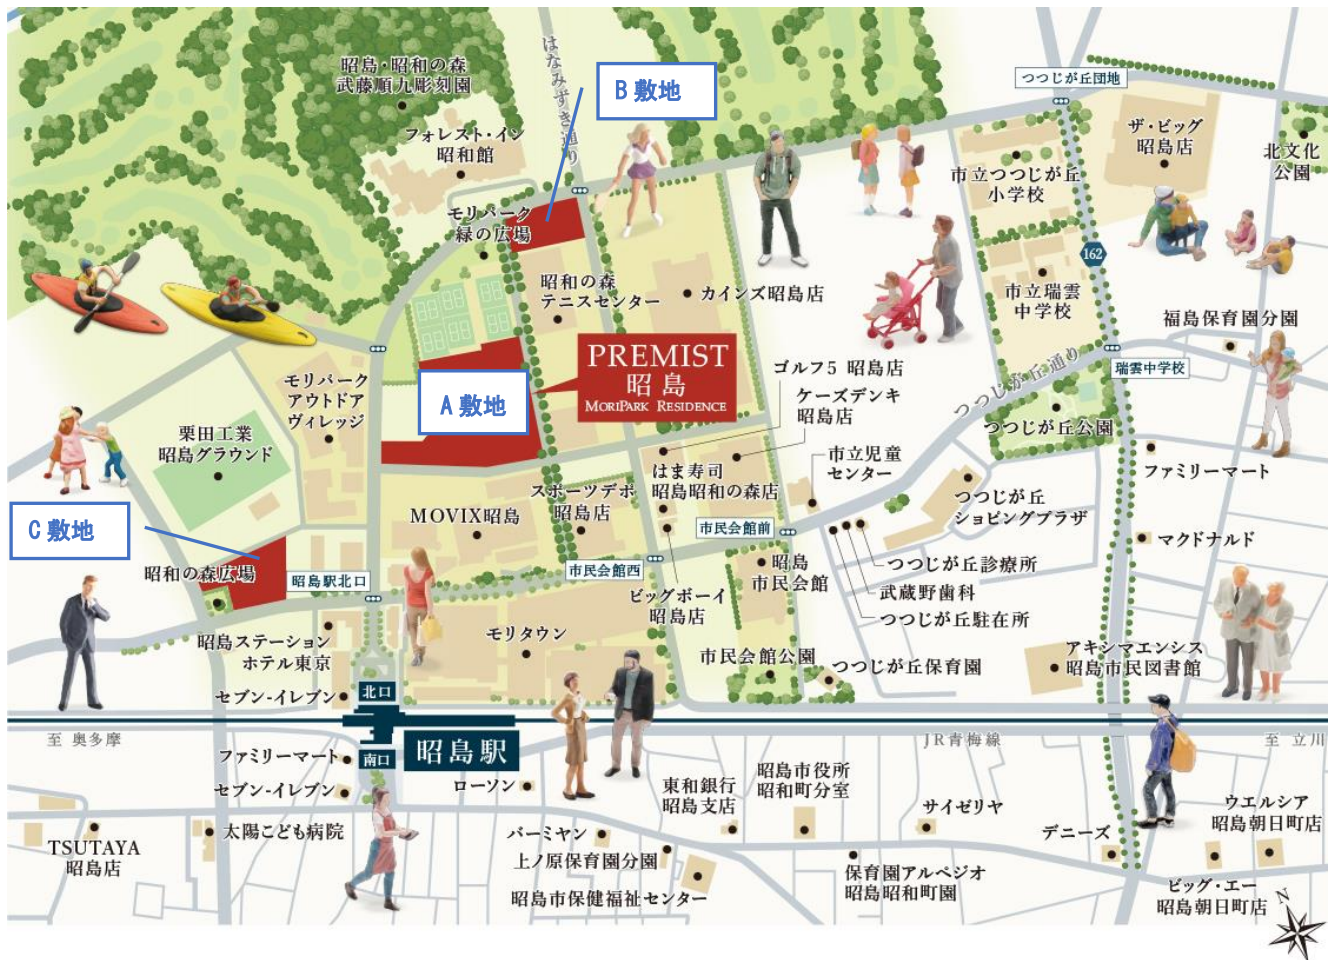 昭島・昭和の森
武藤順九彫刻園
フォレスト・イン
昭和館
はなみずき通り
B 敷地
モリパーク
緑の広場
つつじが丘団地
ザ・ビッグ
昭島店
北文化
公園
市立つつじが丘
小学校
162
昭和の森
テニスセンター
カインズ昭島店
市立瑞雲
中学校
福島保育園分園
瑞雲中学校
つつじが丘通り
PREMIST
昭島
MORIPARK RESIDENCE
A 敷地
ゴルフ5 昭島店
ケーズデンキ
昭島店
モリパーク
アウトドア
ヴィレッジ
栗田工業
昭島グラウンド
つつじが丘公園
市立児童
センター
ファミリーマート
はま寿司
昭島昭和の森店
スポーツデポ
昭島店
MOVIX昭島
つつじが丘
ショッピングプラザ
C 敷地
市民会館前
マクドナルド
昭和の森広場
昭島駅北口
市民会館西
昭島
市民会館
つつじが丘診療所
武蔵野歯科
つつじが丘駐在所
ビッグボーイ
昭島店
モリタウン
昭島ステーション
ホテル東京
市民会館公園
つつじが丘保育園
アキシマエンシス
昭島市民図書館
セブン-イレブン
北口
至 奥多摩
昭島駅
JR青梅線
至 立川
ファミリーマート
南口
セブン-イレブン
ローソン
東和銀行
昭島支店
昭島市役所
昭和町分室
サイゼリヤ
デニーズ
ウエルシア
昭島朝日町店
TSUTAYA
昭島店
太陽こども病院
バーミヤン
上ノ原保育園分園
昭島市保健福祉センター
保育園アルペジオ
昭島昭和町園
ビッグ・エー
昭島朝日町店
N